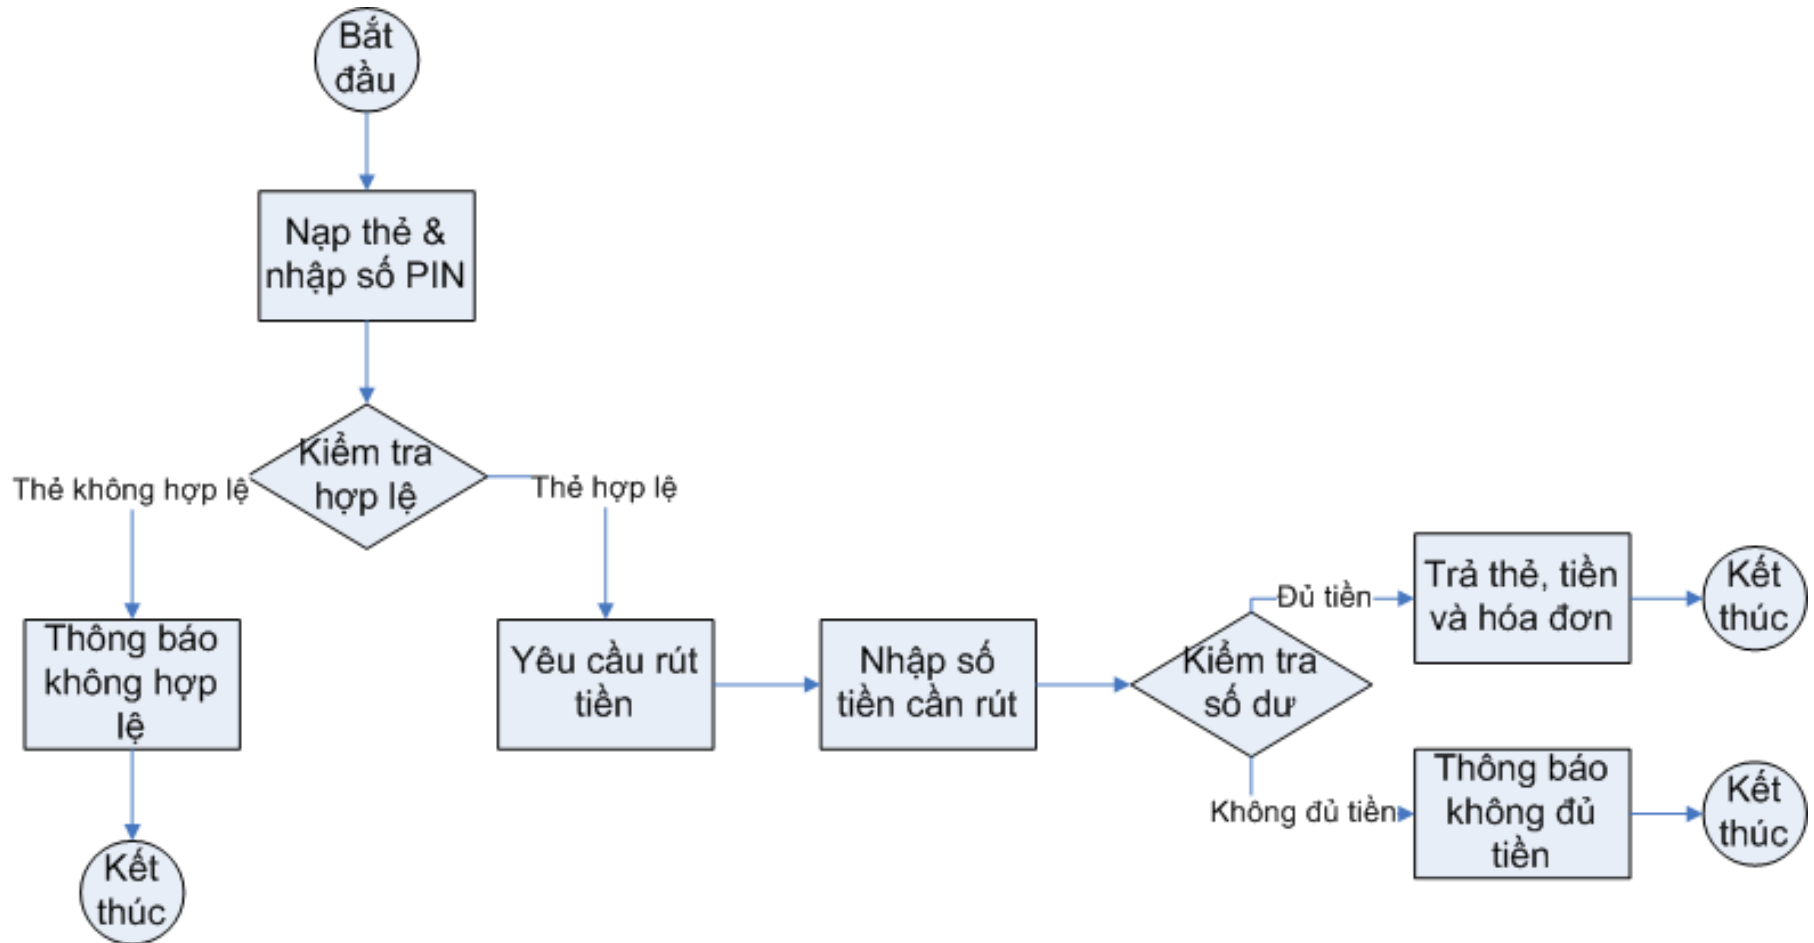 Bắt
đầu
Nạp thẻ &
nhập số PIN
Kiểm tra
hợp lệ
Thẻ không hợp lệ
Thẻ hợp lệ
Thông báo
không hợp
lệ
Kết
thúc
Yêu cầu rút
tiền
Nhập số
tiền cần rút
Kiểm tra
số dư
Đủ tiền
Trả thẻ, tiền
và hóa đơn
Kết
thúc
Không đủ tiền
Thông báo
không đủ
tiền
Kết
thúc